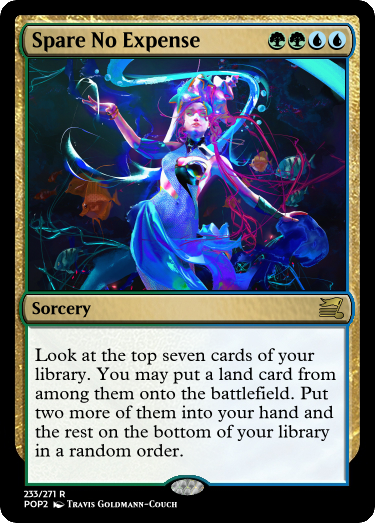 Spare No Expense
Sorcery
Look at the top seven cards of your
library. You may put a land card from
among them onto the battlefield. Put
two more of them into your hand and
the rest on the bottom of your library
in a random order.
233/271 R
POP2 Travis Goldmann-Couch